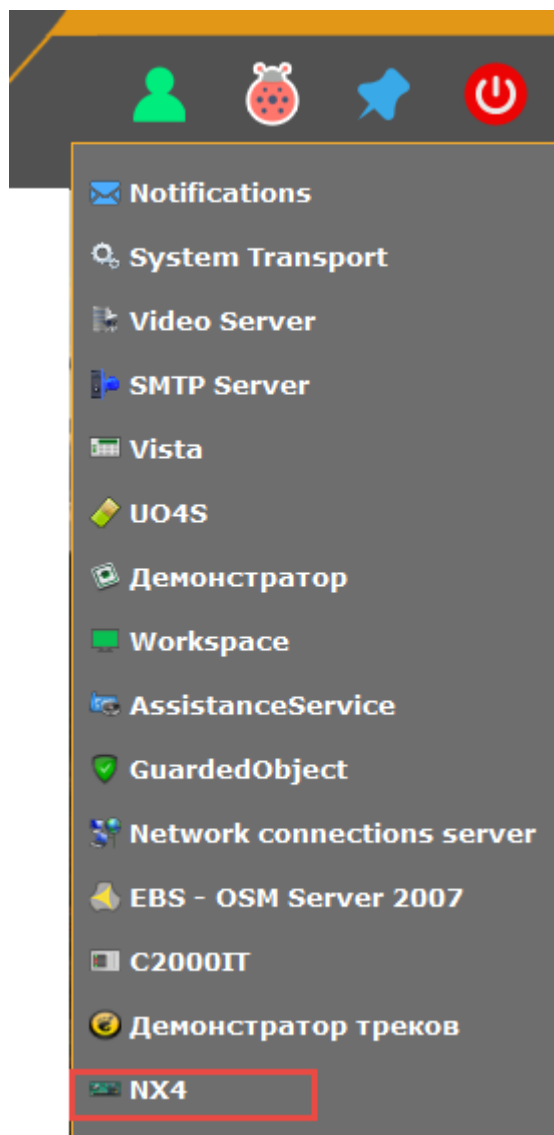 Notifications
System Transport
Video Server
SMTP Server
Vista
UO4S
Демонстратор
Workspace
AssistanceService
GuardedObject
Network connections server
EBS - OSM Server 2007
C2000IT
Демонстратор треков
NX4